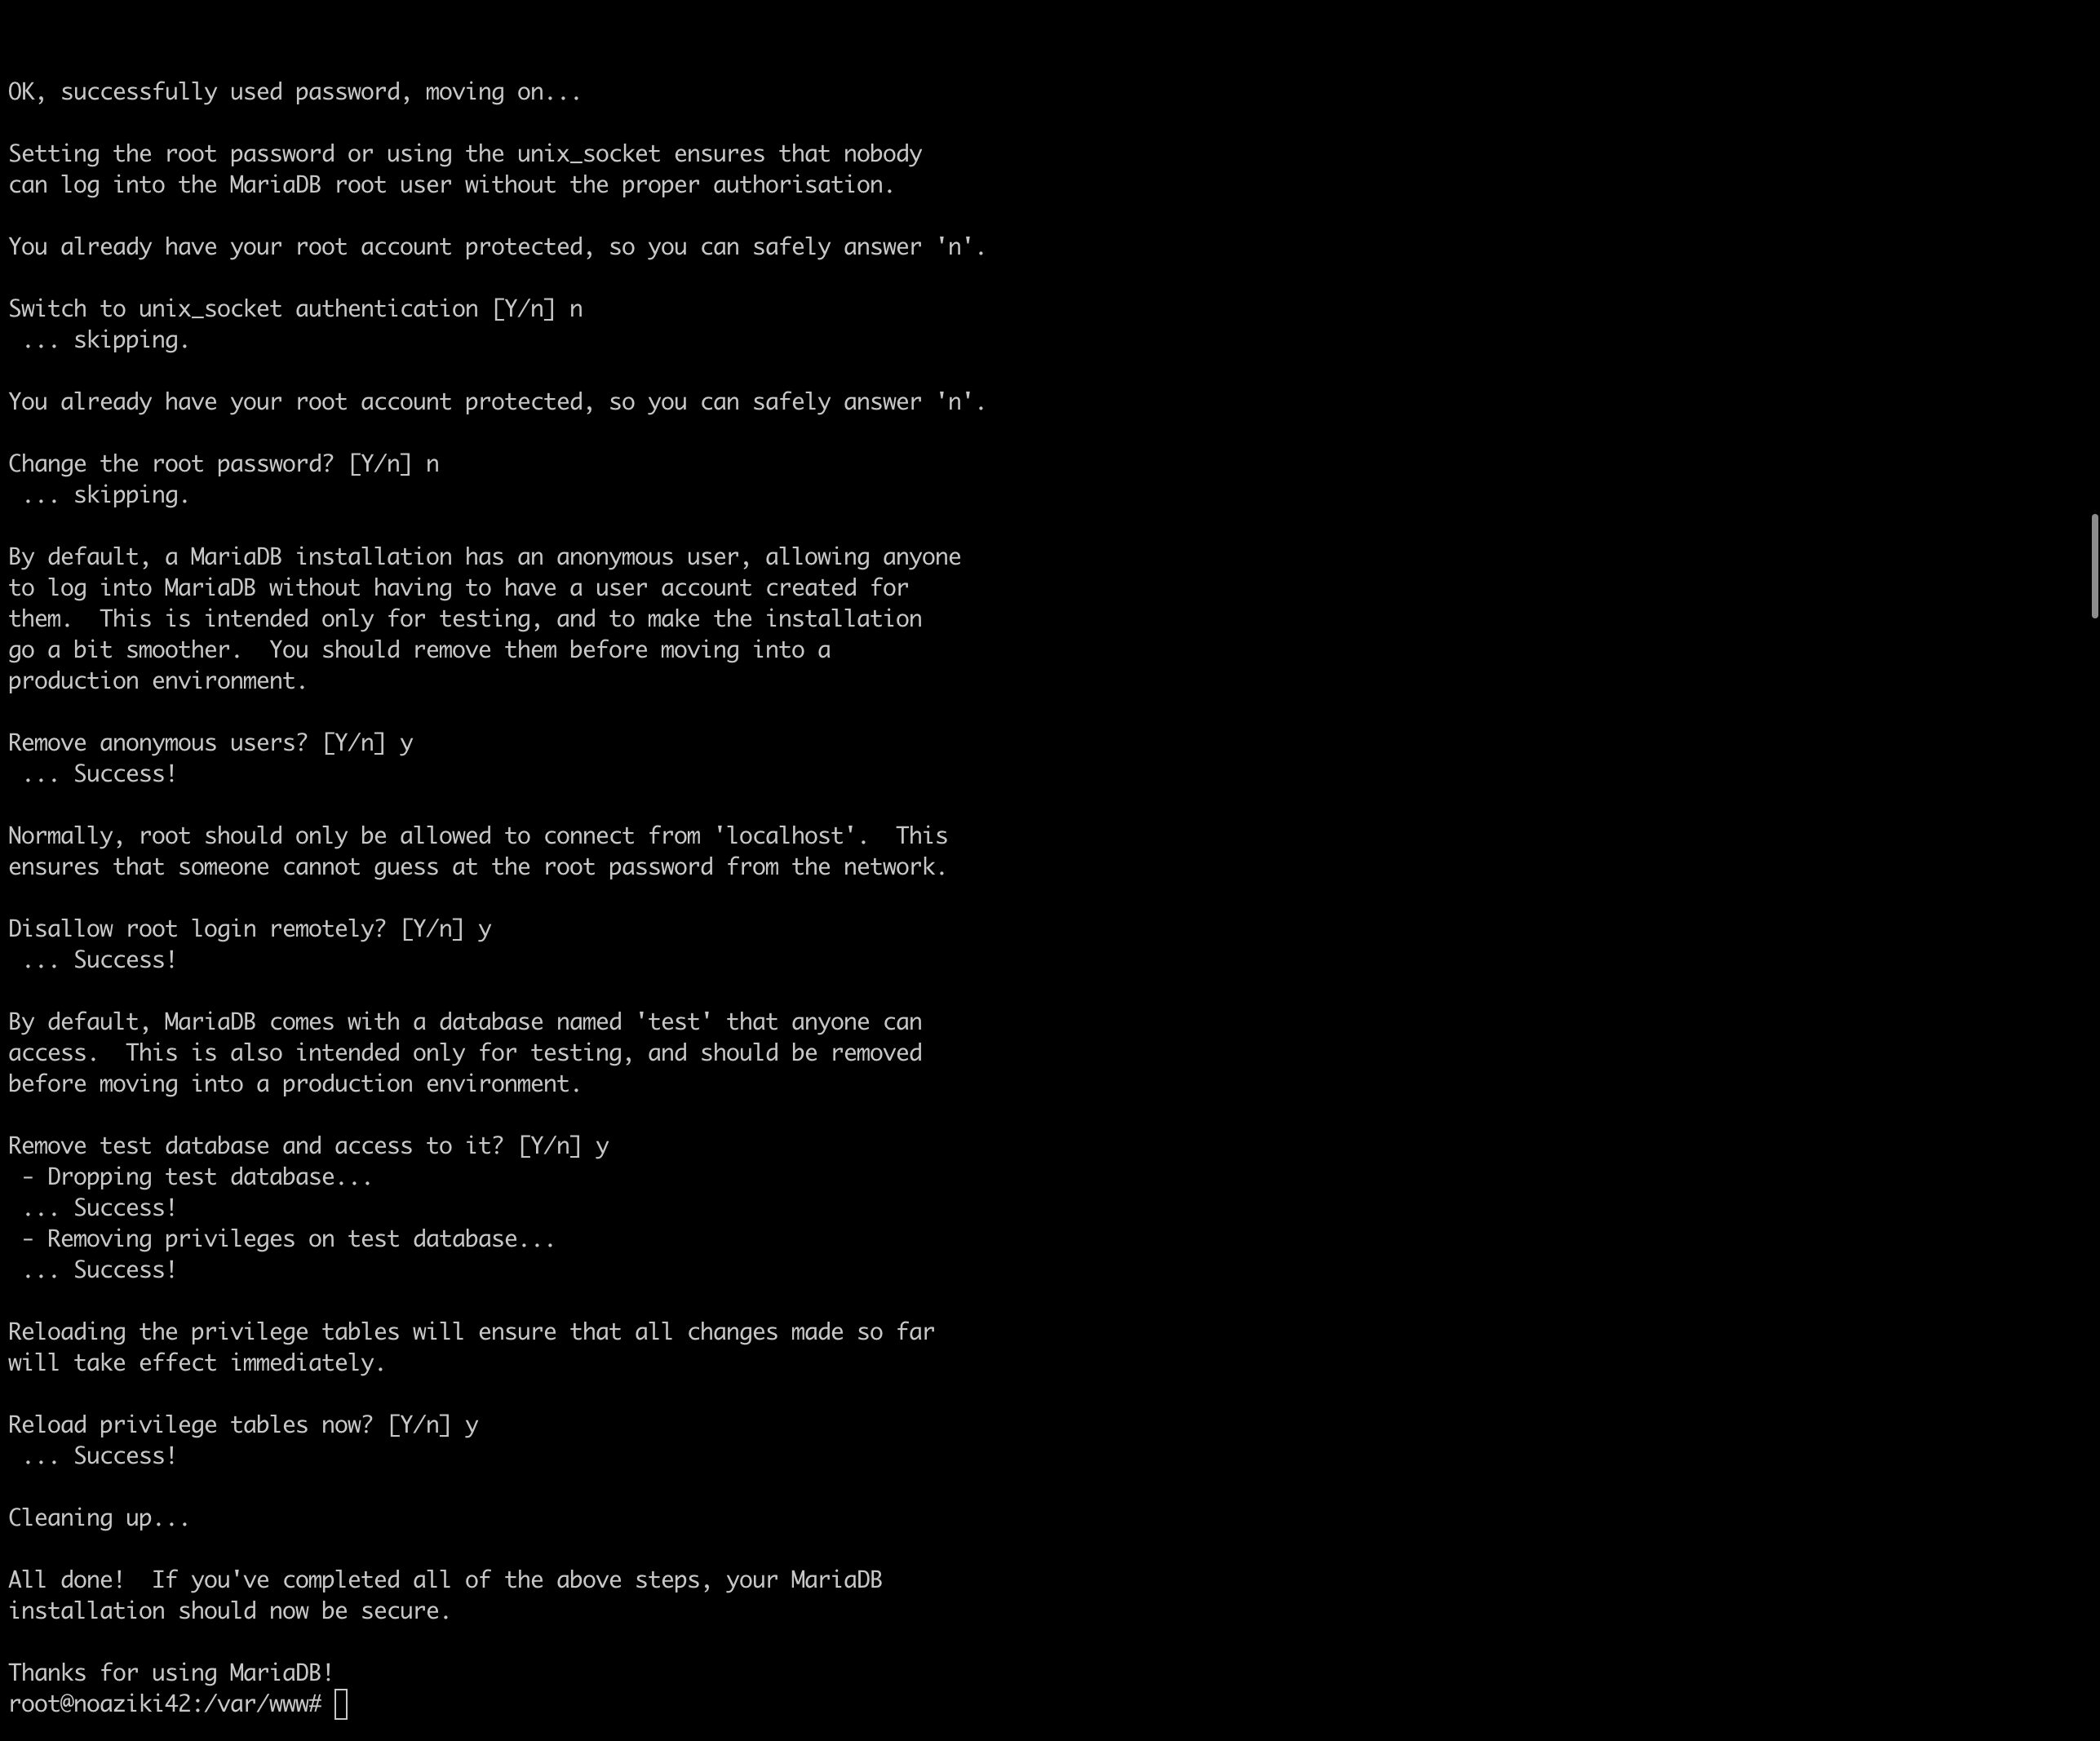 OK, successfully used password, moving on...
Setting the root password or using the unix_socket ensures that nobody
can log into the MariaDB root user without the proper authorisation.
You already have your root account protected, so you can safely answer 'n'.
Switch to unix_socket authentication [Y/n] n
 ... skipping.
You already have your root account protected, so you can safely answer 'n'.
Change the root password? [Y/n] n
 ... skipping.
By default, a MariaDB installation has an anonymous user, allowing anyone
to log into MariaDB without having to have a user account created for
them.  This is intended only for testing, and to make the installation
go a bit smoother.  You should remove them before moving into a
production environment.
Remove anonymous users? [Y/n] y
 ... Success!
Normally, root should only be allowed to connect from 'localhost'.  This
ensures that someone cannot guess at the root password from the network.
Disallow root login remotely? [Y/n] y
 ... Success!
By default, MariaDB comes with a database named 'test' that anyone can
access.  This is also intended only for testing, and should be removed
before moving into a production environment.
Remove test database and access to it? [Y/n] y
 - Dropping test database...
 ... Success!
 - Removing privileges on test database...
 ... Success!
Reloading the privilege tables will ensure that all changes made so far
will take effect immediately.
Reload privilege tables now? [Y/n] y
 ... Success!
Cleaning up...
All done!  If you've completed all of the above steps, your MariaDB
installation should now be secure.
Thanks for using MariaDB!
root@noaziki42:/var/www#